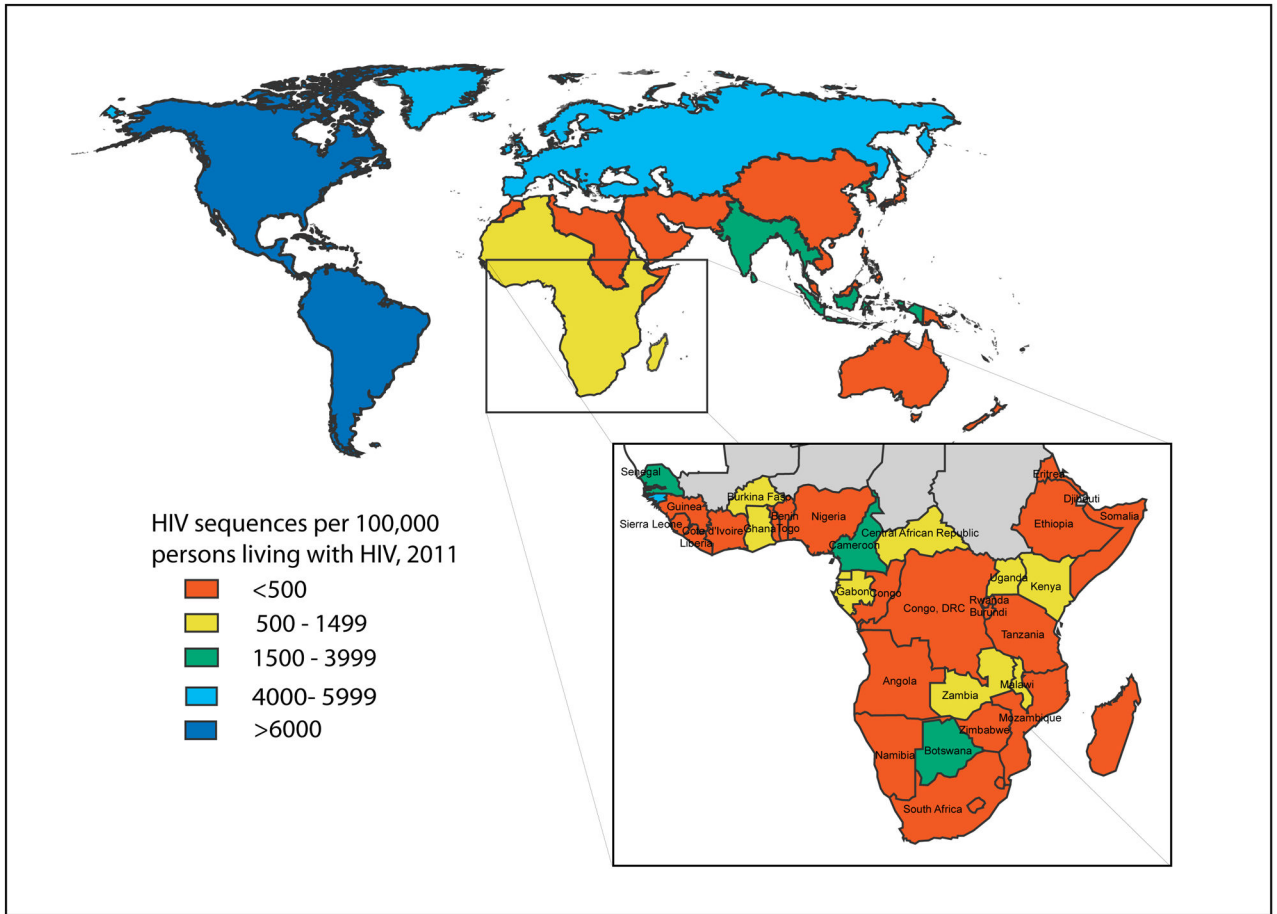 HIV sequences per 100,000
persons living with HIV, 2011
<500
500 - 1499
1500 - 3999
4000- 5999
>6000
Senegal
Burkina Faso
Guinea
Sierra Leone
Cote d'Ivoire
Liberia
Ghana
Benin
Togo
Nigeria
Cameroon
Central African Republic
Eritrea
Djibouti
Somalia
Ethiopia
Gabon
Congo
Congo, DRC
Uganda
Kenya
Rwanda
Burundi
Tanzania
Angola
Zambia
Malawi
Mozambique
Zimbabwe
Namibia
Botswana
South Africa